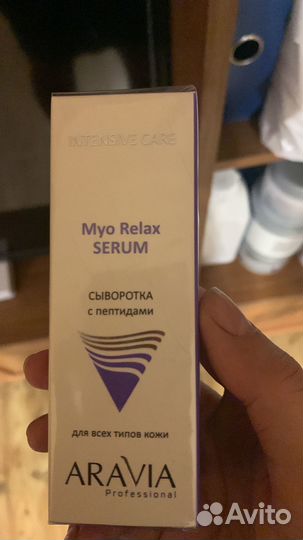 INTENSIVE CARE
Myo Relax
SERUM
СЫВОРОТКА
с пептидами
для всех типов кожи
ARAVIA
Professional
Avito